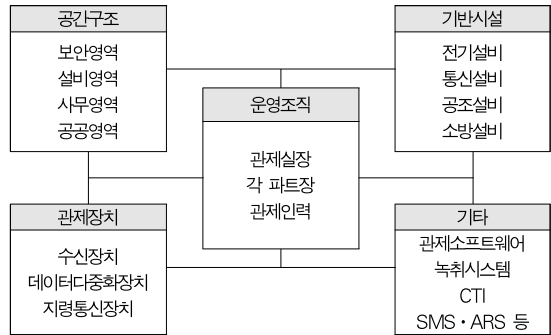 공간구조
보안영역
설비영역
사무영역
공공영역
기반시설
전기설비
통신설비
공조설비
소방설비
운영조직
관제실장
각 파트장
관제인력
관제장치
수신장치
데이터다중화장치
지령통신장치
기타
관제소프트웨어
녹취시스템
CTI
SMS・ARS 등